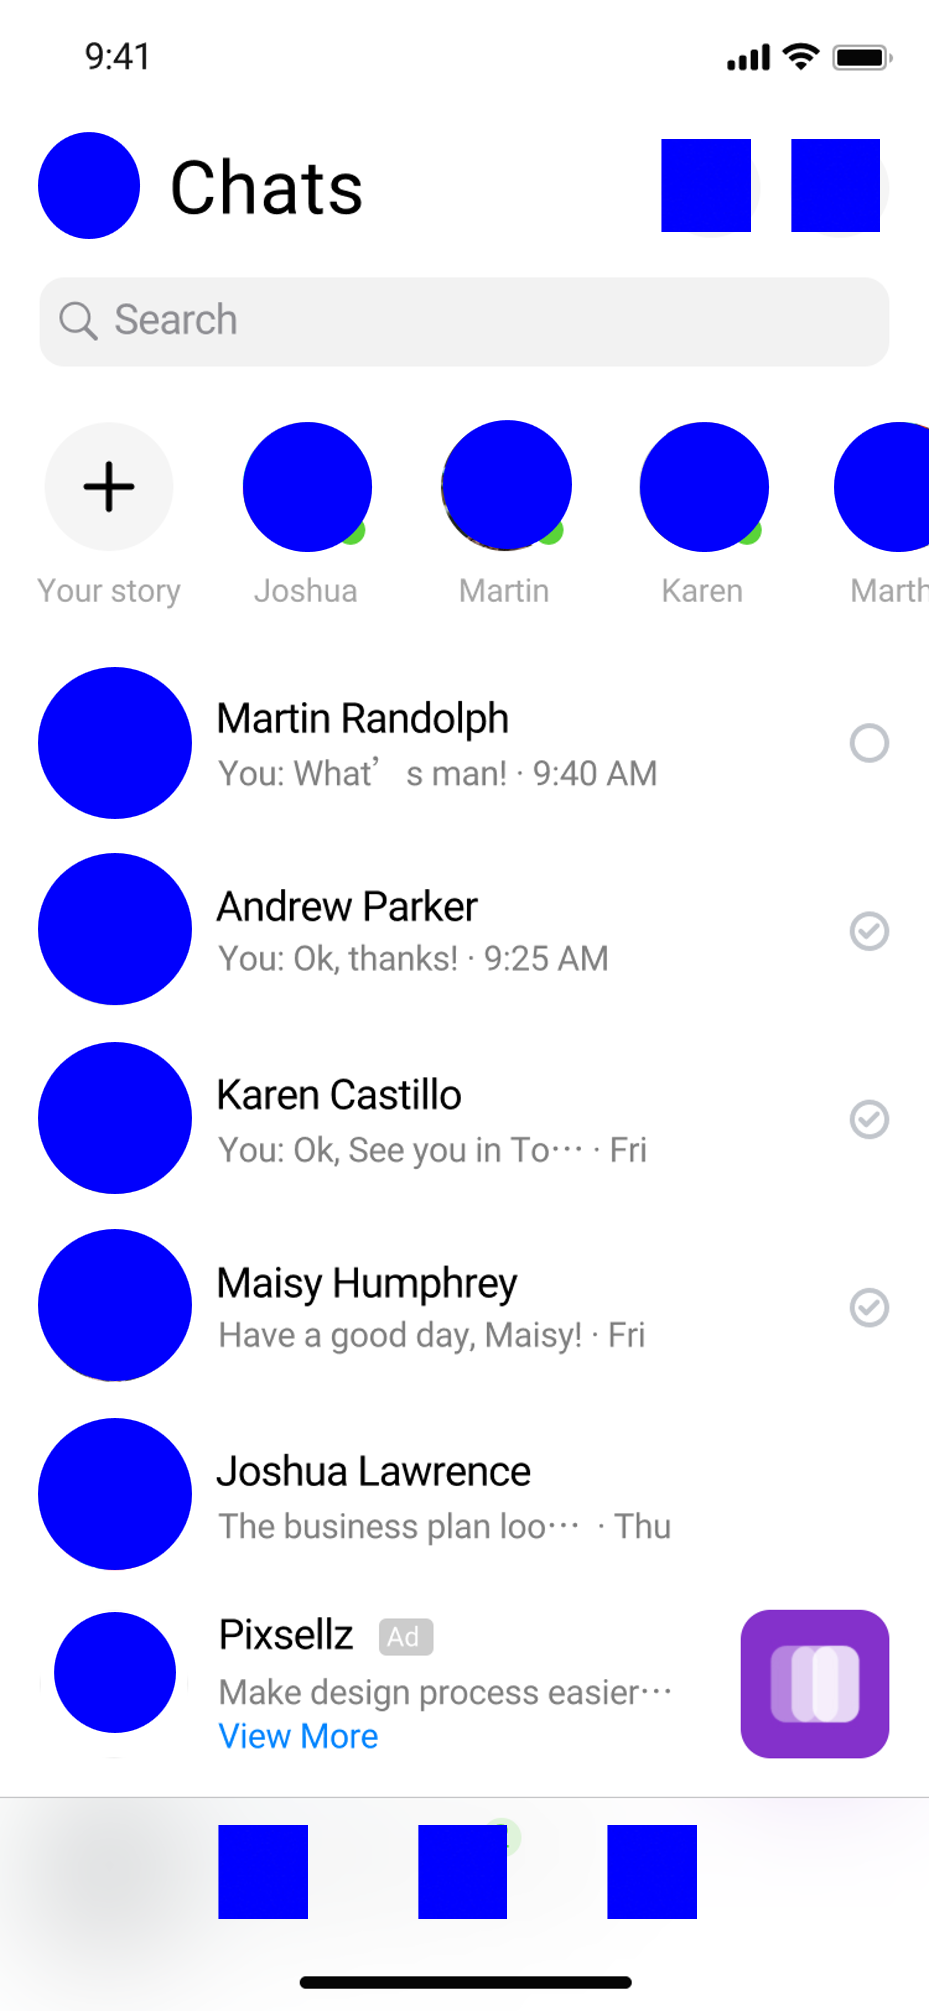 9:41
Chats
Search
Your story
Joshua
Martin
Karen
Marth
Martin Randolph
You: What’s man! · 9:40 AM
Andrew Parker
You: Ok, thanks! · 9:25 AM
Karen Castillo
You: Ok, See you in To··· · Fri
Maisy Humphrey
Have a good day, Maisy! · Fri
Joshua Lawrence
The business plan loo··· · Thu
Pixsellz Ad
Make design process easier···
View More